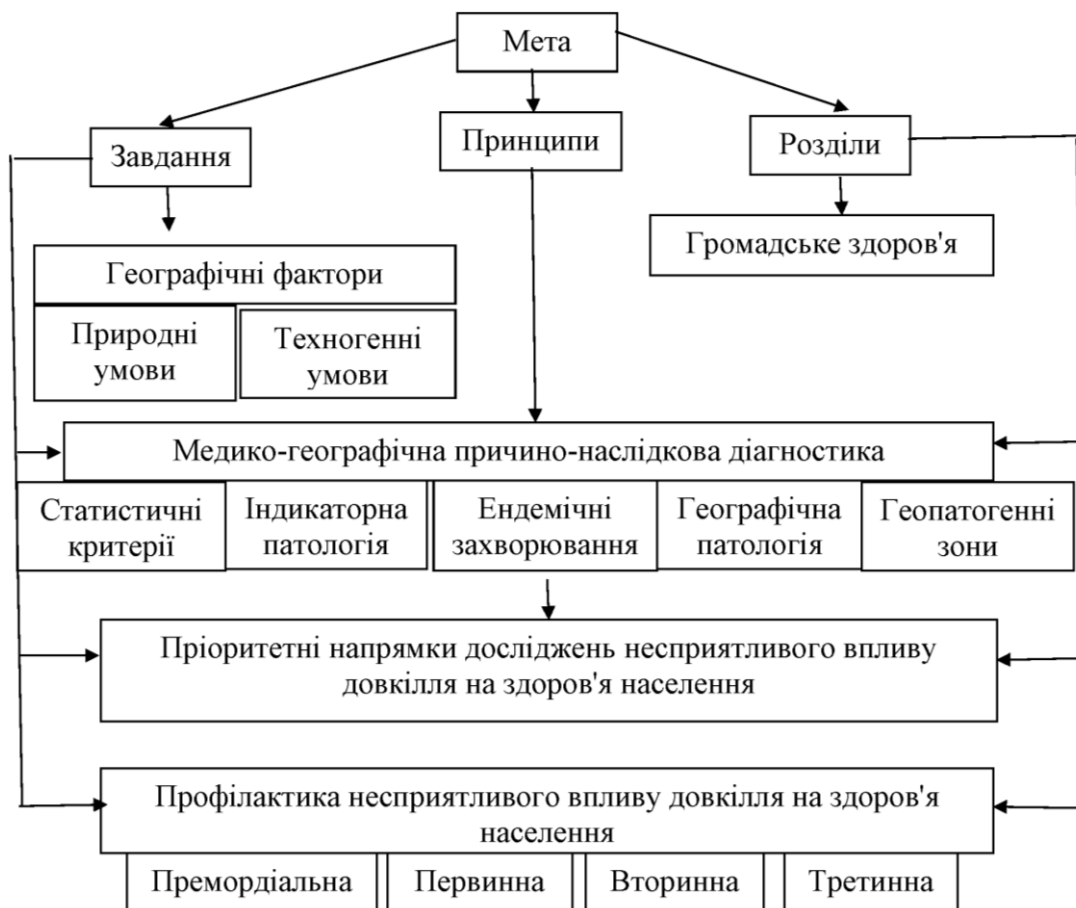 Мета
Завдання
Принципи
Розділи
Громадське здоров'я
Географічні фактори
Природні
умови
Техногенні
умови
Медико-географічна причино-наслідкова діагностика
Статистичні
критерії
Індикаторна
патологія
Ендемічні
захворювання
Географічна
патологія
Геопатогенні
зони
Пріоритетні напрямки досліджень несприятливого впливу
довкілля на здоров'я населення
Профілактика несприятливого впливу довкілля на здоров'я
населення
Премордіальна
Первинна
Вторинна
Третинна